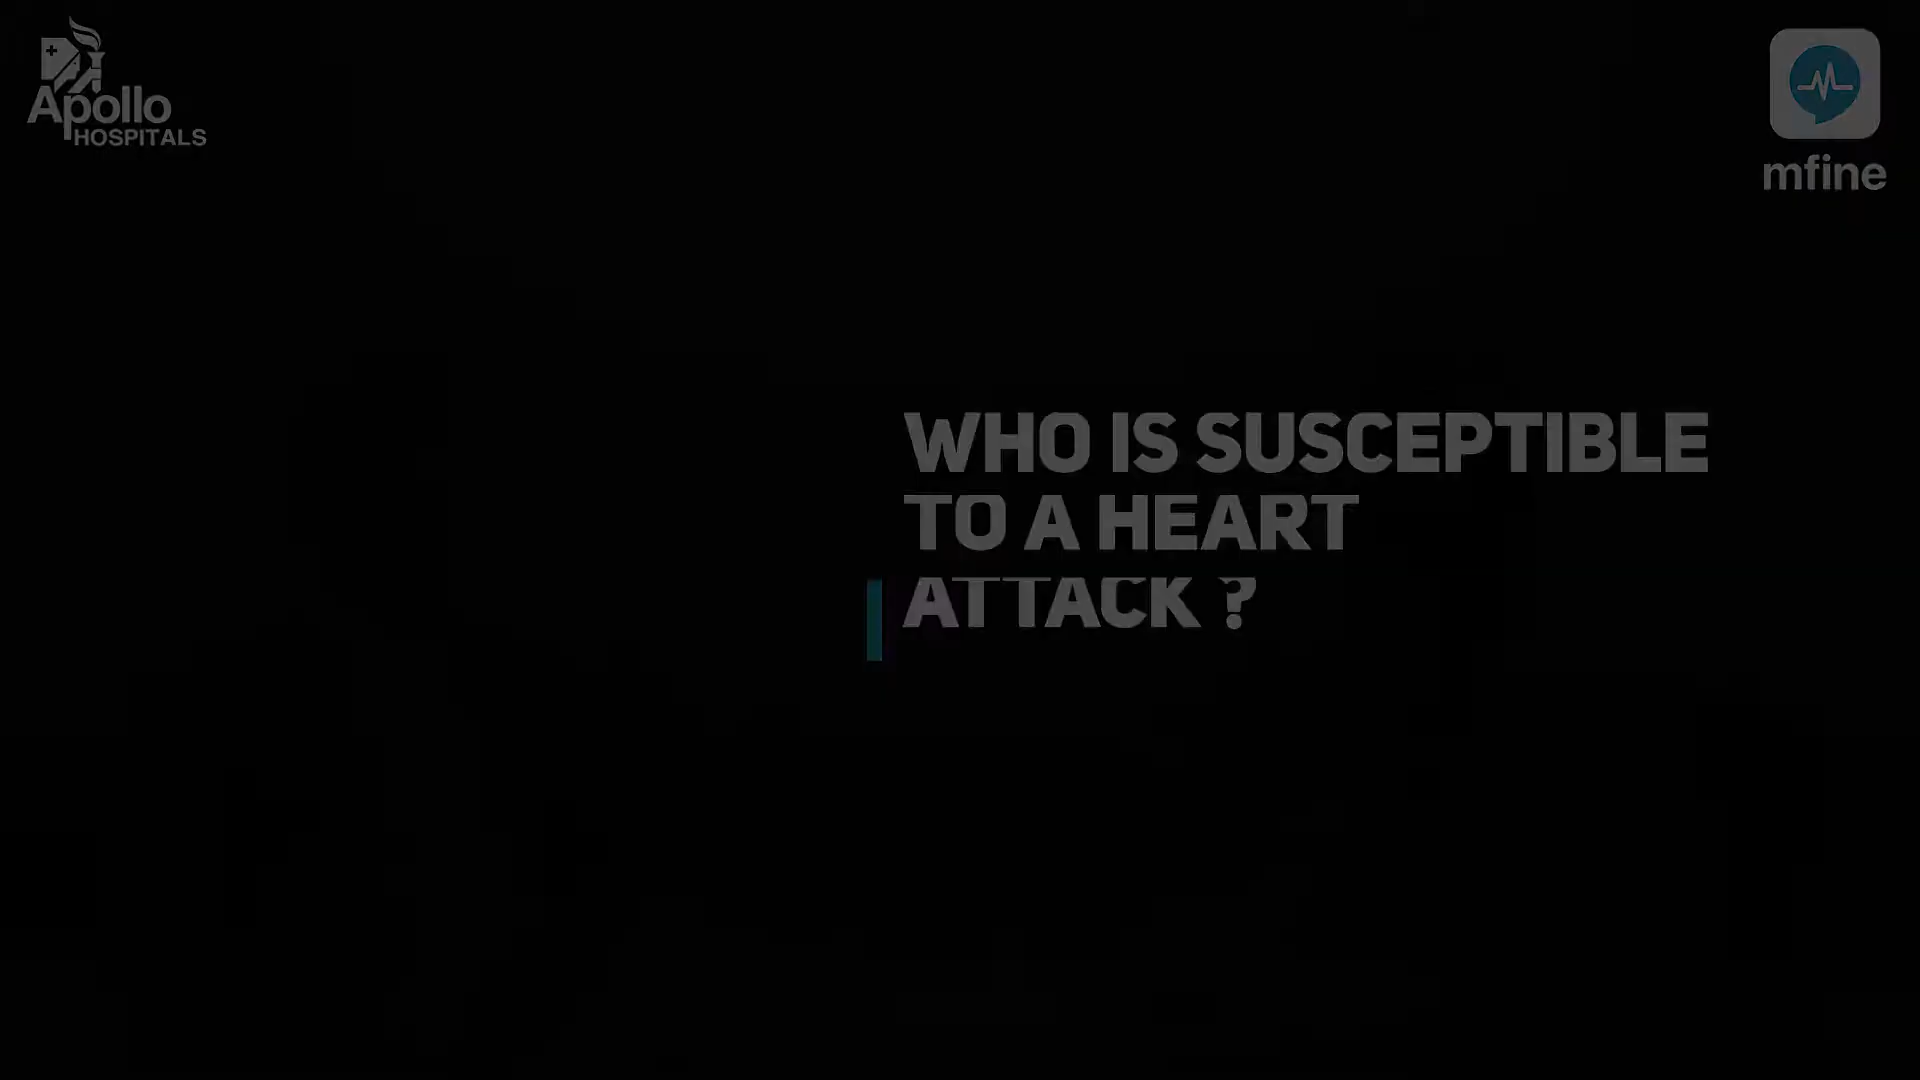 Apollo
HOSPITALS
mfine
WHO IS SUSCEPTIBLE
TO A HEART
ATTACK ?